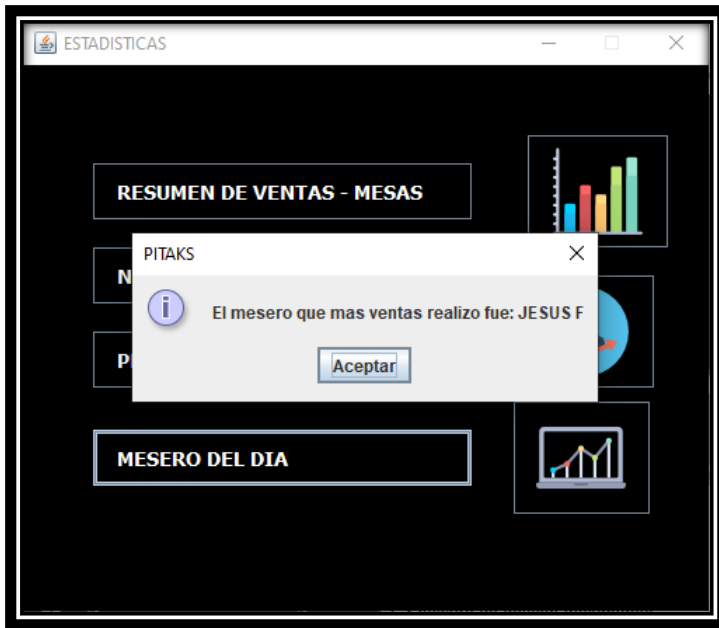 ESTADISTICAS
RESUMEN DE VENTAS - MESAS
PITAKS
El mesero que mas ventas realizo fue: JESUS F
Aceptar
MESERO DEL DIA